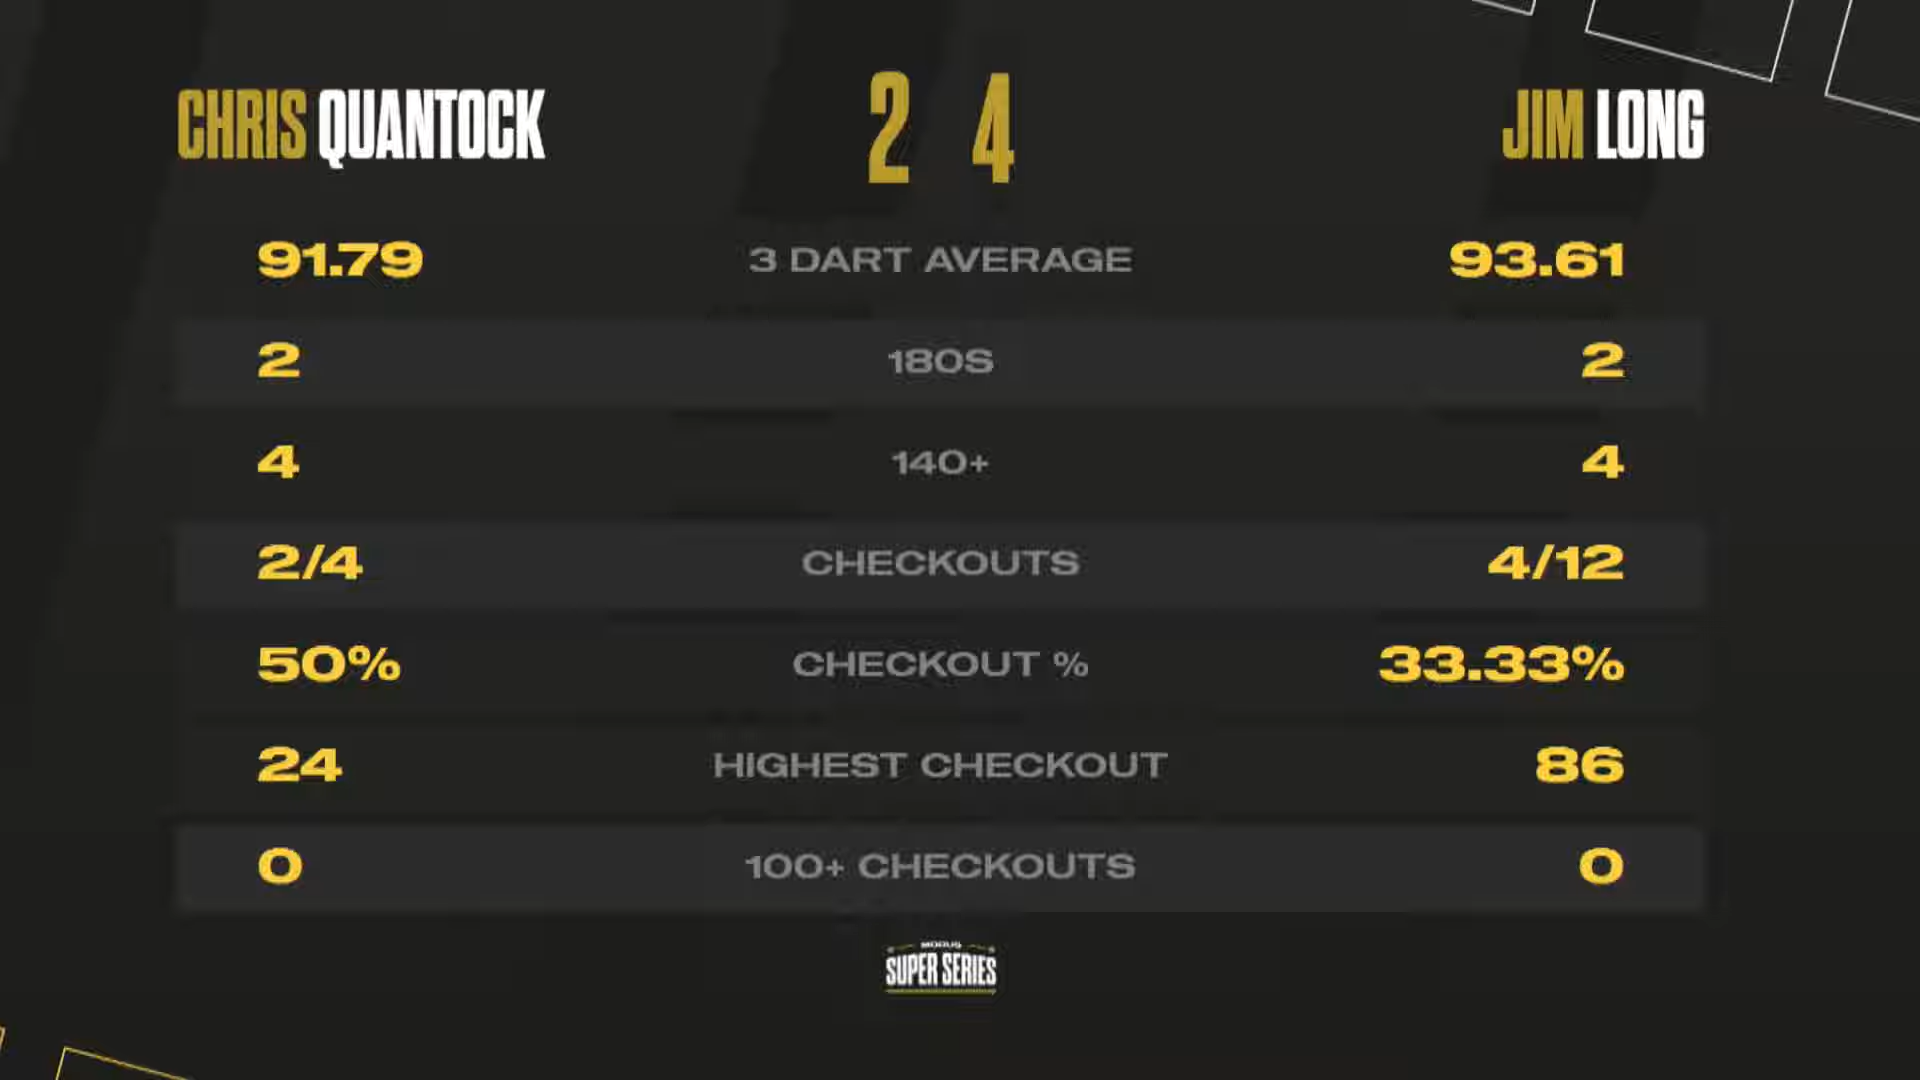 CHRIS QUANTOCK 2 4 JIM LONG
91.79 3 DART AVERAGE 93.61
2 180S 2
4 140+ 4
2/4 CHECKOUTS 4/12
50% CHECKOUT % 33.33%
24 HIGHEST CHECKOUT 86
0 100+ CHECKOUTS 0
MODUS
SUPER SERIES